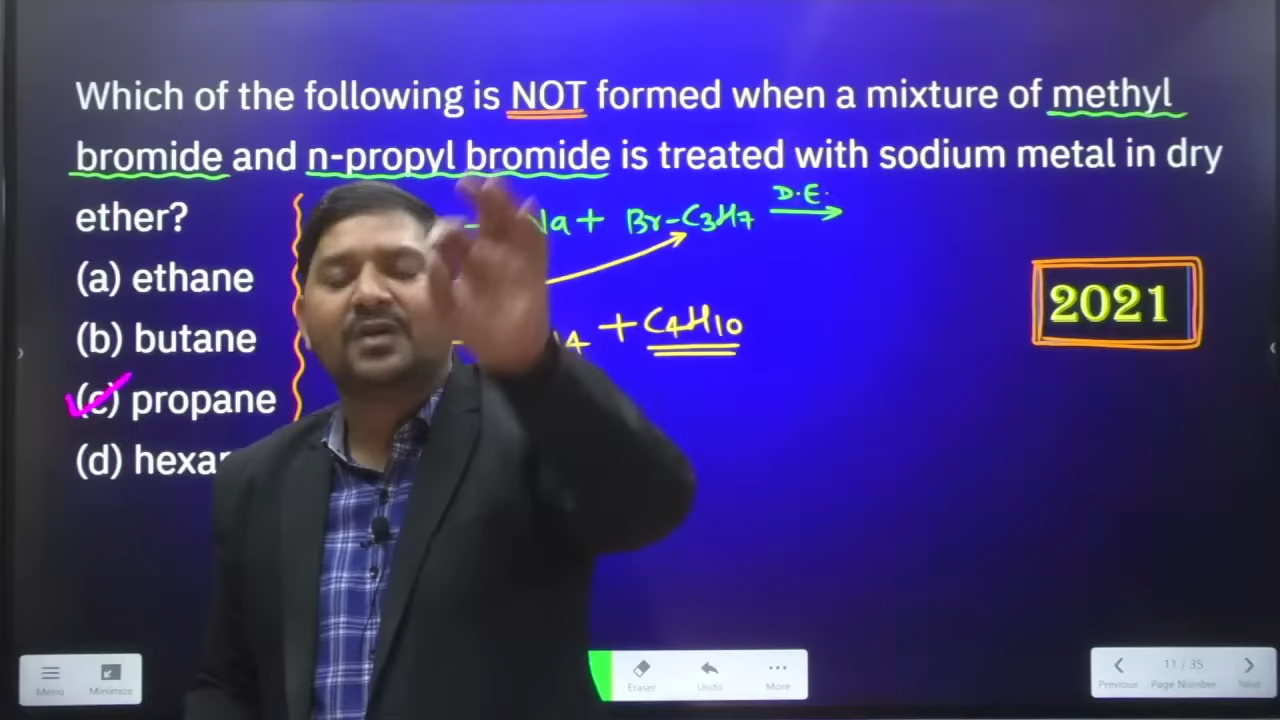 Which of the following is NOT formed when a mixture of methyl
bromide and n-propyl bromide is treated with sodium metal in dry
ether?
Na + Br-C3H7 D.E.
(a) ethane
(b) butane
+ C4H10
2021
(c) propane
(d)
Menu
Minimize
Eraser
Undo
More
Previous
11 / 35
Page Number
Next